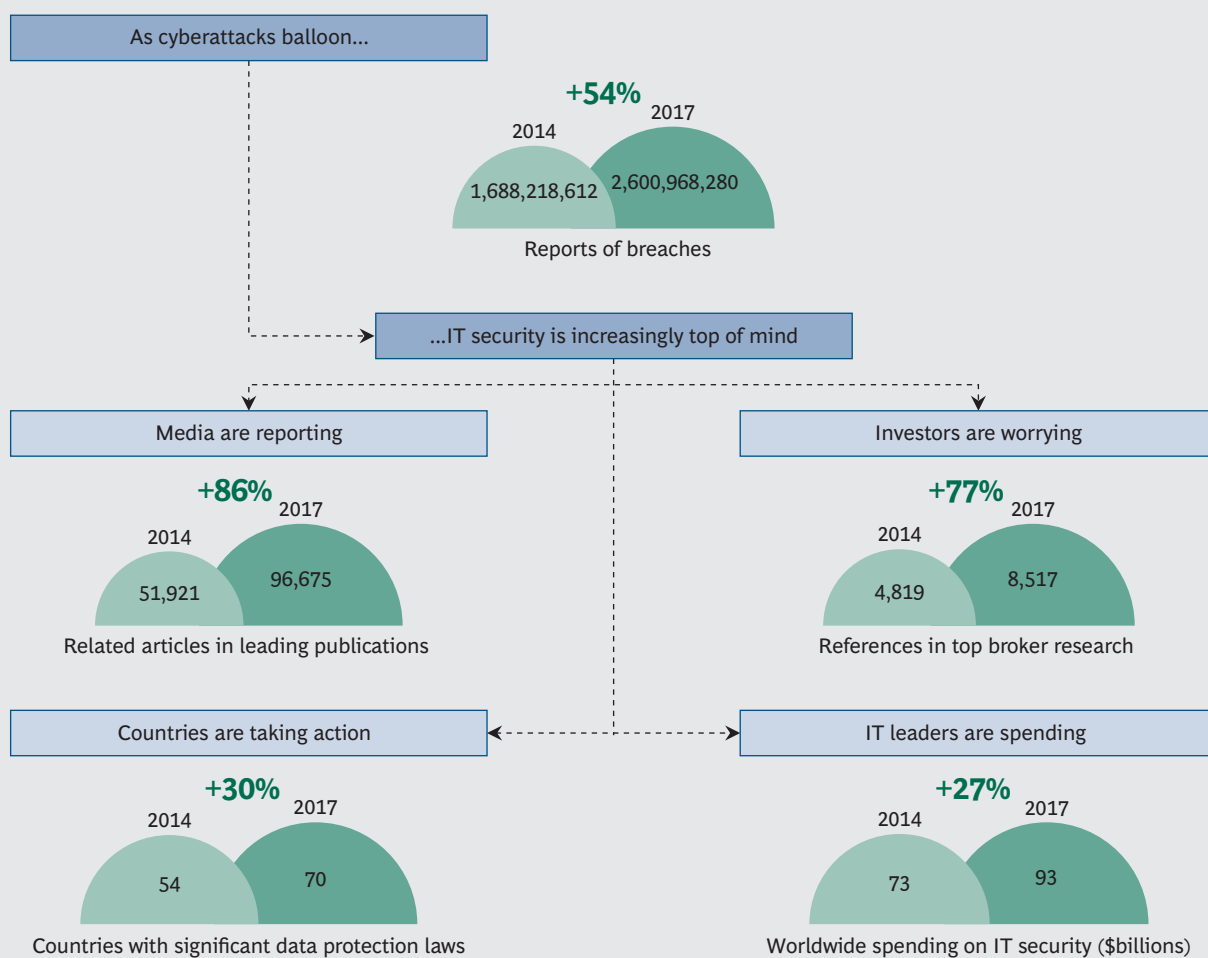 As cyberattacks balloon...
+54%
2014
2017
1,688,218,612
2,600,968,280
Reports of breaches
...IT security is increasingly top of mind
Media are reporting
+86%
2014
2017
51,921
96,675
Related articles in leading publications
Investors are worrying
+77%
2014
2017
4,819
8,517
References in top broker research
Countries are taking action
+30%
2014
2017
54
70
Countries with significant data protection laws
IT leaders are spending
+27%
2014
2017
73
93
Worldwide spending on IT security ($billions)